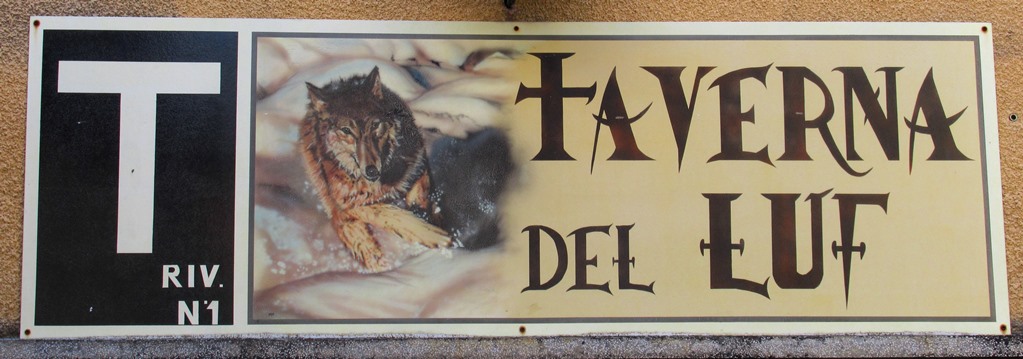 T
RIV.
N°1
TAVERNA
DEL LUF